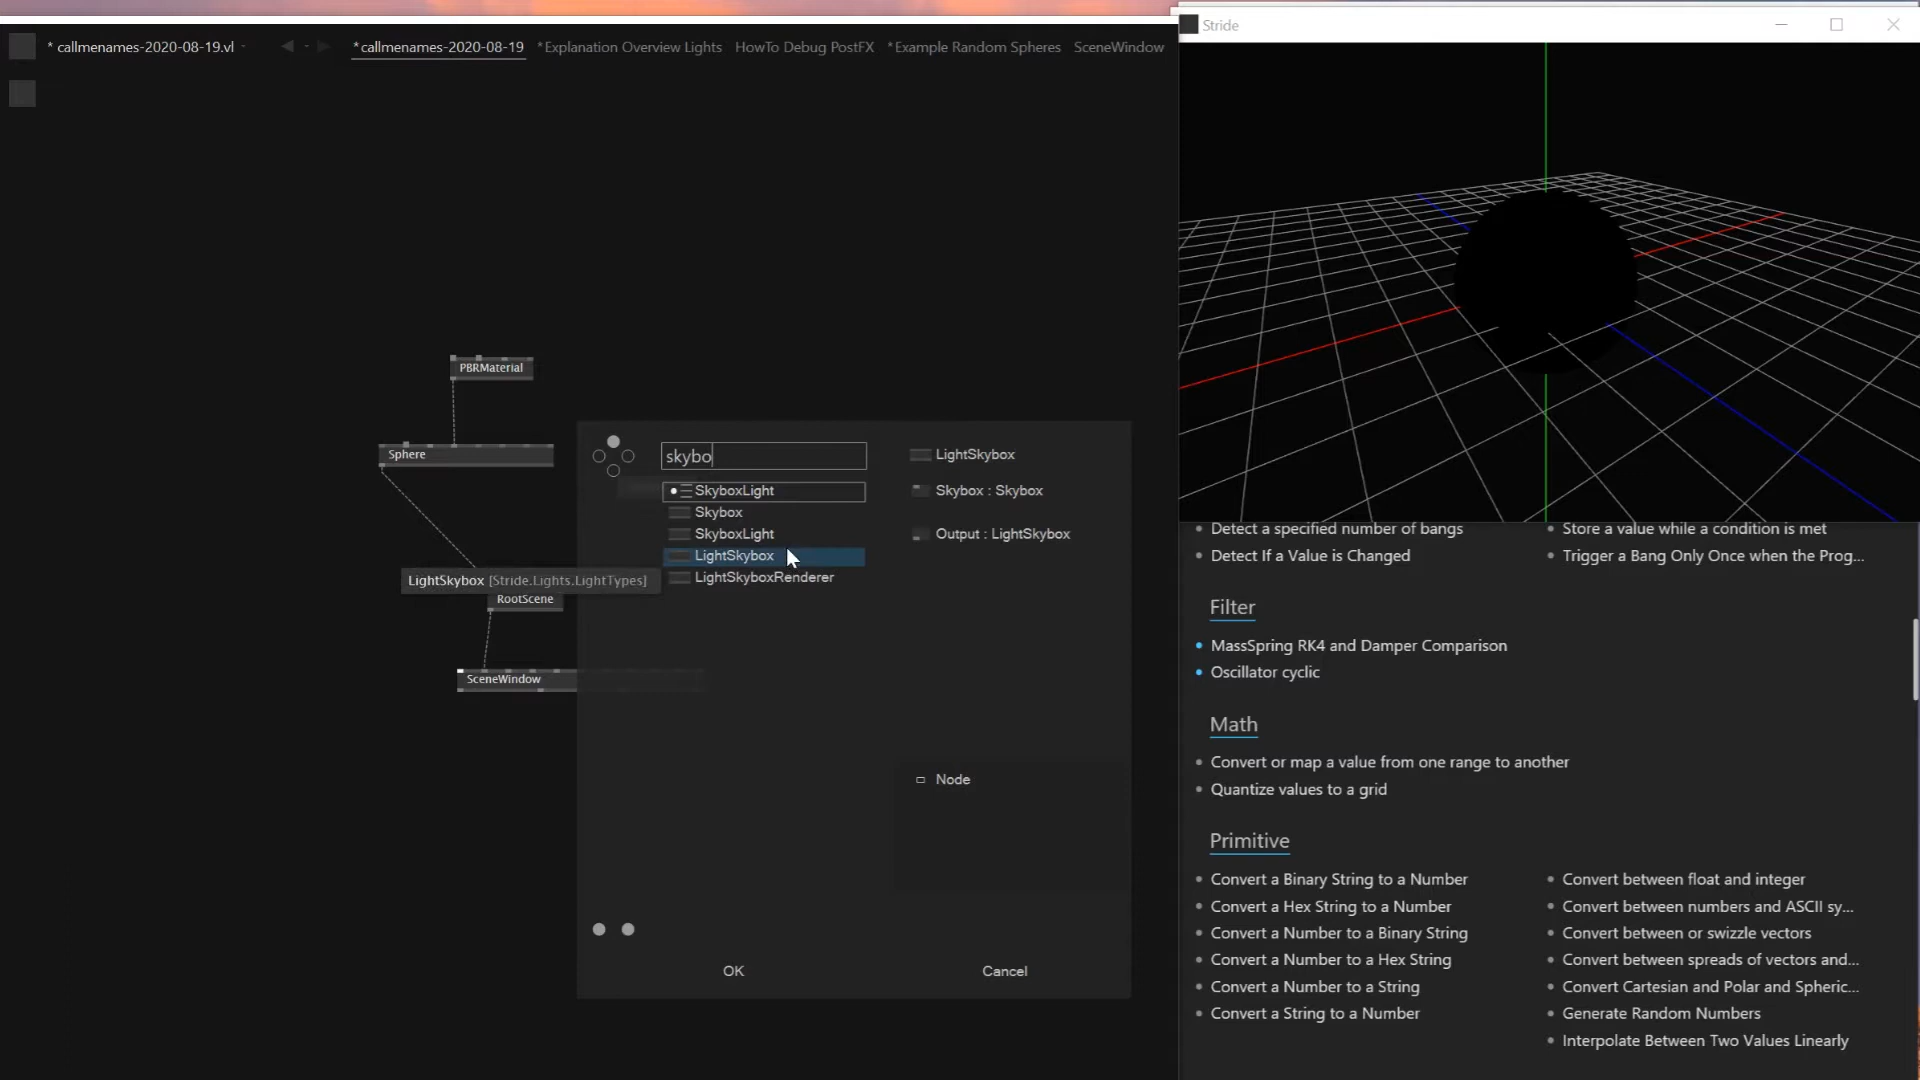 * callmenames-2020-08-19.vl
*callmenames-2020-08-19
*Explanation Overview Lights
HowTo Debug PostFX
*Example Random Spheres
SceneWindow
PBRMaterial
Sphere
LightSkybox [Stride.Lights.LightTypes]
RootScene
SceneWindow
skybo
SkyboxLight
Skybox
SkyboxLight
LightSkybox
LightSkyboxRenderer
LightSkybox
Skybox : Skybox
Output : LightSkybox
Node
OK
Cancel
Stride
Detect a specified number of bangs
Detect If a Value is Changed
Store a value while a condition is met
Trigger a Bang Only Once when the Prog...
Filter
MassSpring RK4 and Damper Comparison
Oscillator cyclic
Math
Convert or map a value from one range to another
Quantize values to a grid
Primitive
Convert a Binary String to a Number
Convert a Hex String to a Number
Convert a Number to a Binary String
Convert a Number to a Hex String
Convert a Number to a String
Convert a String to a Number
Convert between float and integer
Convert between numbers and ASCII sy...
Convert between or swizzle vectors
Convert between spreads of vectors and...
Convert Cartesian and Polar and Spheric...
Generate Random Numbers
Interpolate Between Two Values Linearly